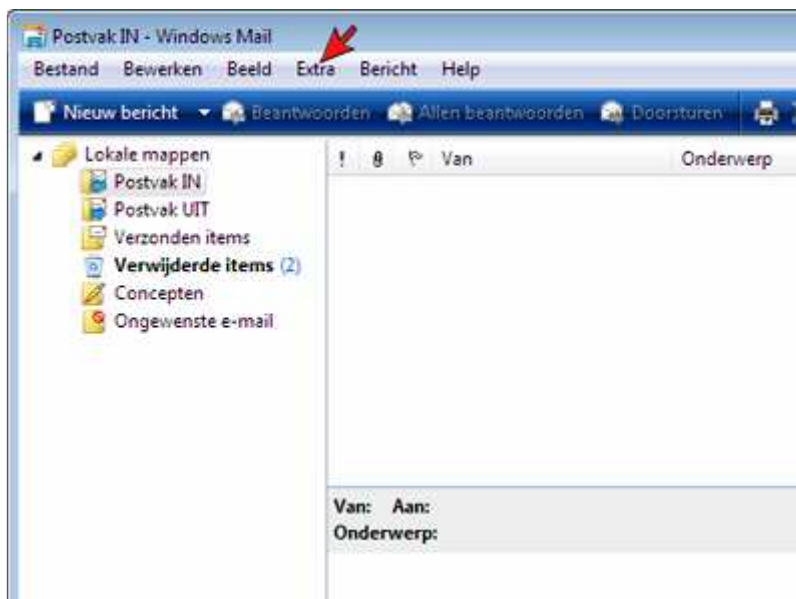 Postvak IN - Windows Mail
Bestand Bewerken Beeld Extra Bericht Help
Nieuw bericht Beantwoorden Allen beantwoorden Doorsturen
Lokale mappen
Postvak IN
Postvak UIT
Verzonden items
Verwijderde items (2)
Concepten
Ongewenste e-mail
! Van Onderwerp
Van: Aan:
Onderwerp: